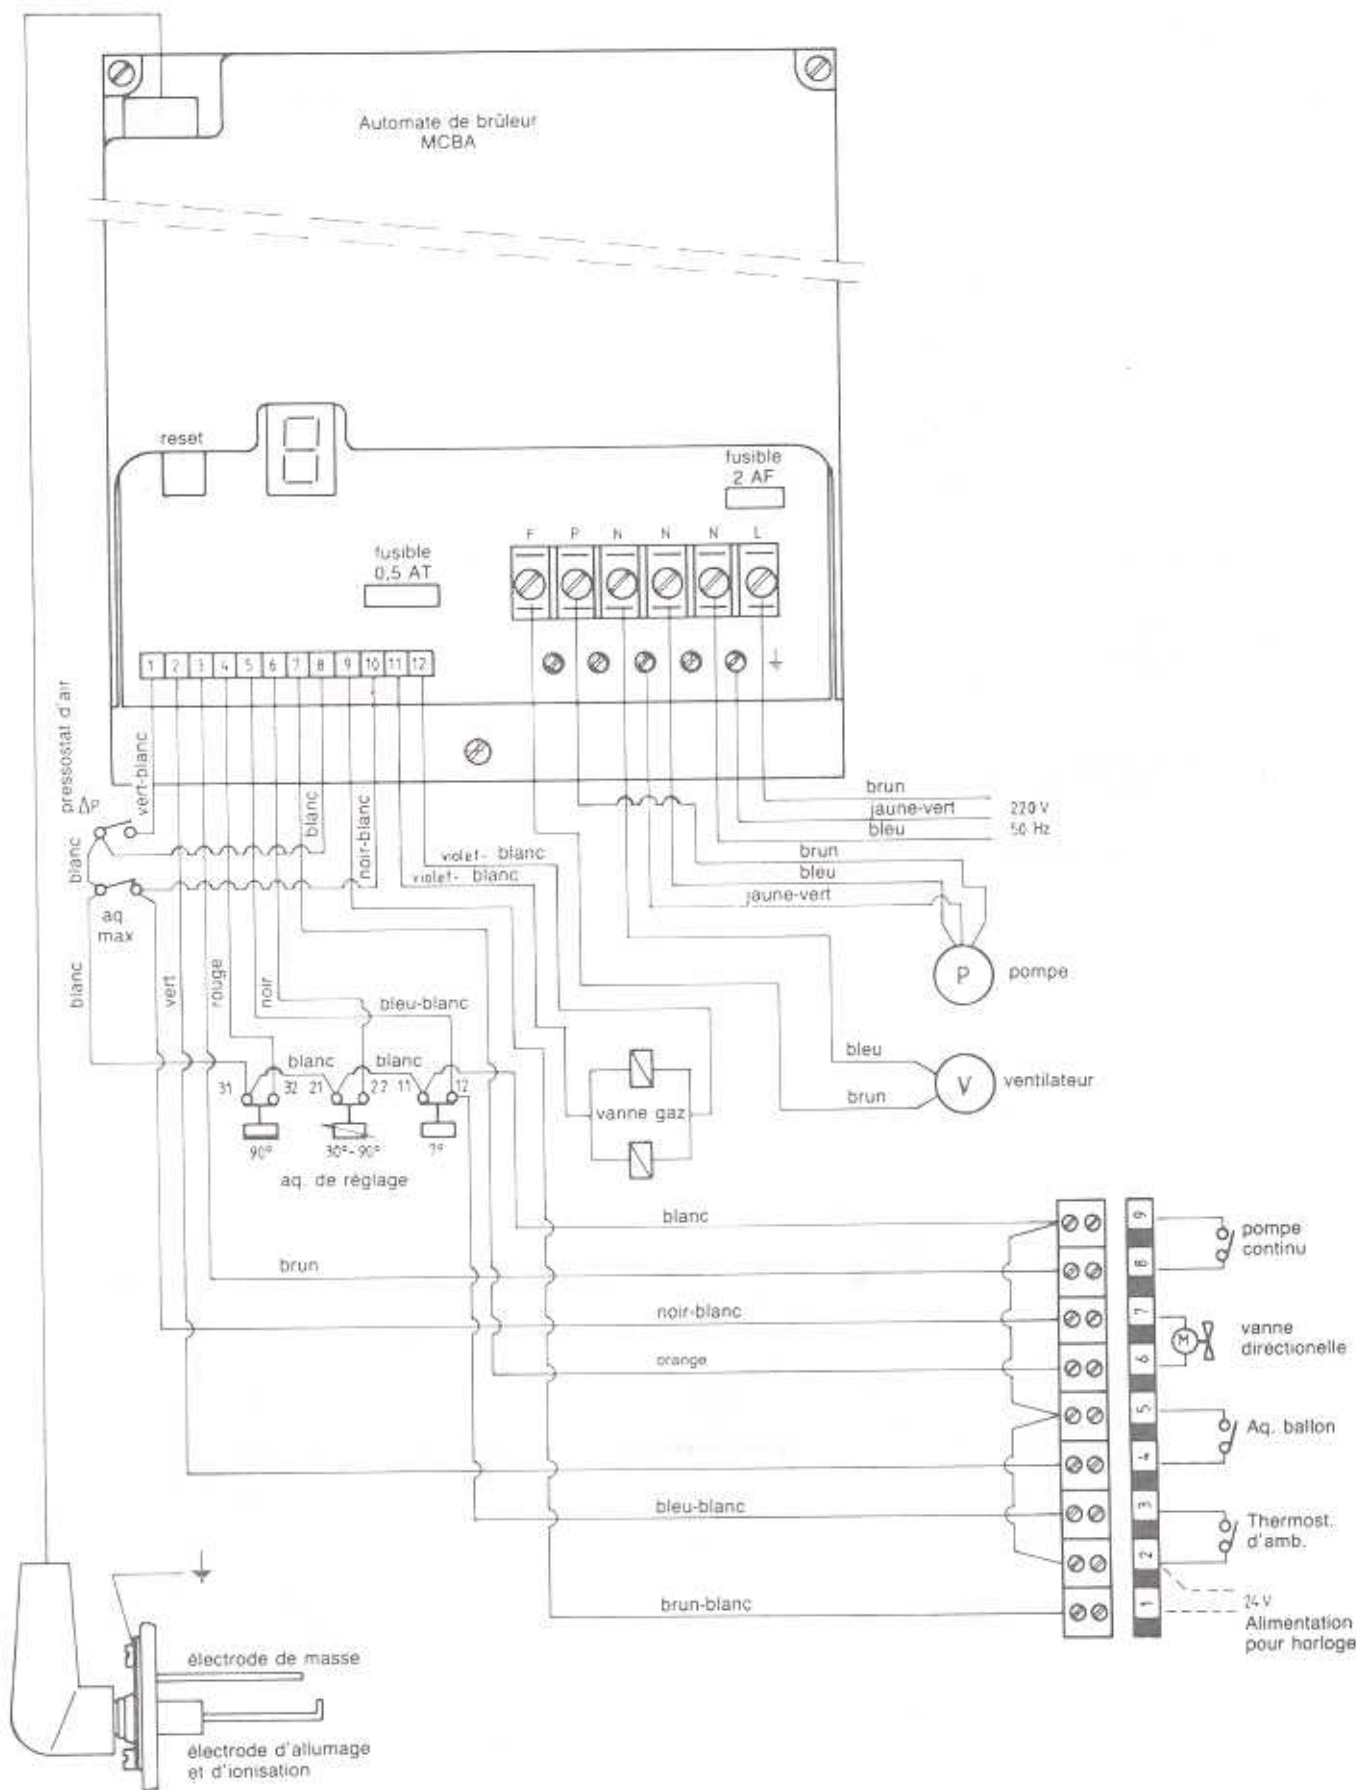 Automate de brûleur
MCBA
reset
fusible
2 AF
F P N N N L
fusible
0,5 AT
1 2 3 4 5 6 7 8 9 10 11 12
pressostat d'air
Δp
vert-blanc
blanc
noir-blanc
brun
jaune-vert
bleu
220 V
50 Hz
violet- blanc
violet- blanc
brun
bleu
jaune-vert
blanc
aq.
max
P
pompe
blanc
vert
rouge
noir
bleu-blanc
blanc
blanc
31 32 21 22 11 12
90°
30°-90°
7°
aq. de réglage
vanne gaz
bleu
brun
V
ventilateur
blanc
brun
noir-blanc
orange
bleu-blanc
brun-blanc
9
8
7
6
5
4
3
2
1
pompe
continu
M
vanne
directionelle
Aq. ballon
Thermost.
d'amb.
24 V
Alimentation
pour horloge
électrode de masse
électrode d'allumage
et d'ionisation